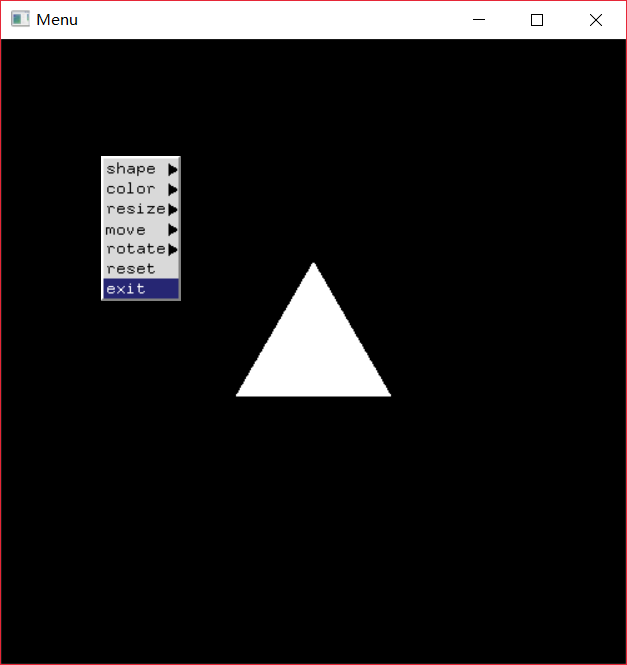 Menu
shape
color
resize
move
rotate
reset
exit